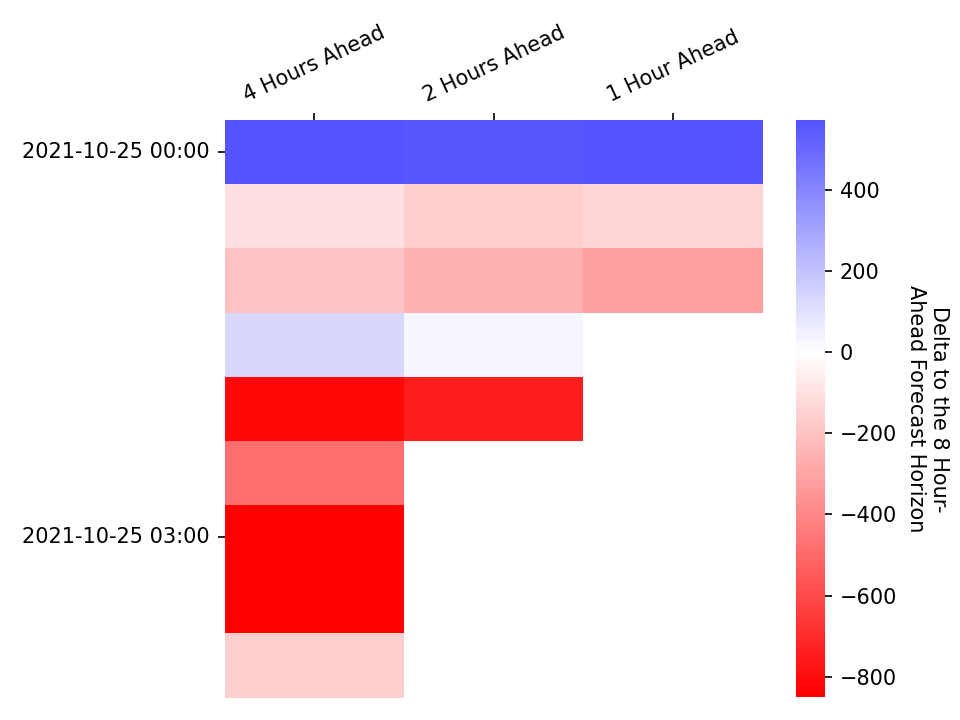 4 Hours Ahead
2 Hours Ahead
1 Hour Ahead
2021-10-25 00:00
2021-10-25 03:00
400
200
0
−200
−400
−600
−800
Delta to the 8 Hour-
Ahead Forecast Horizon